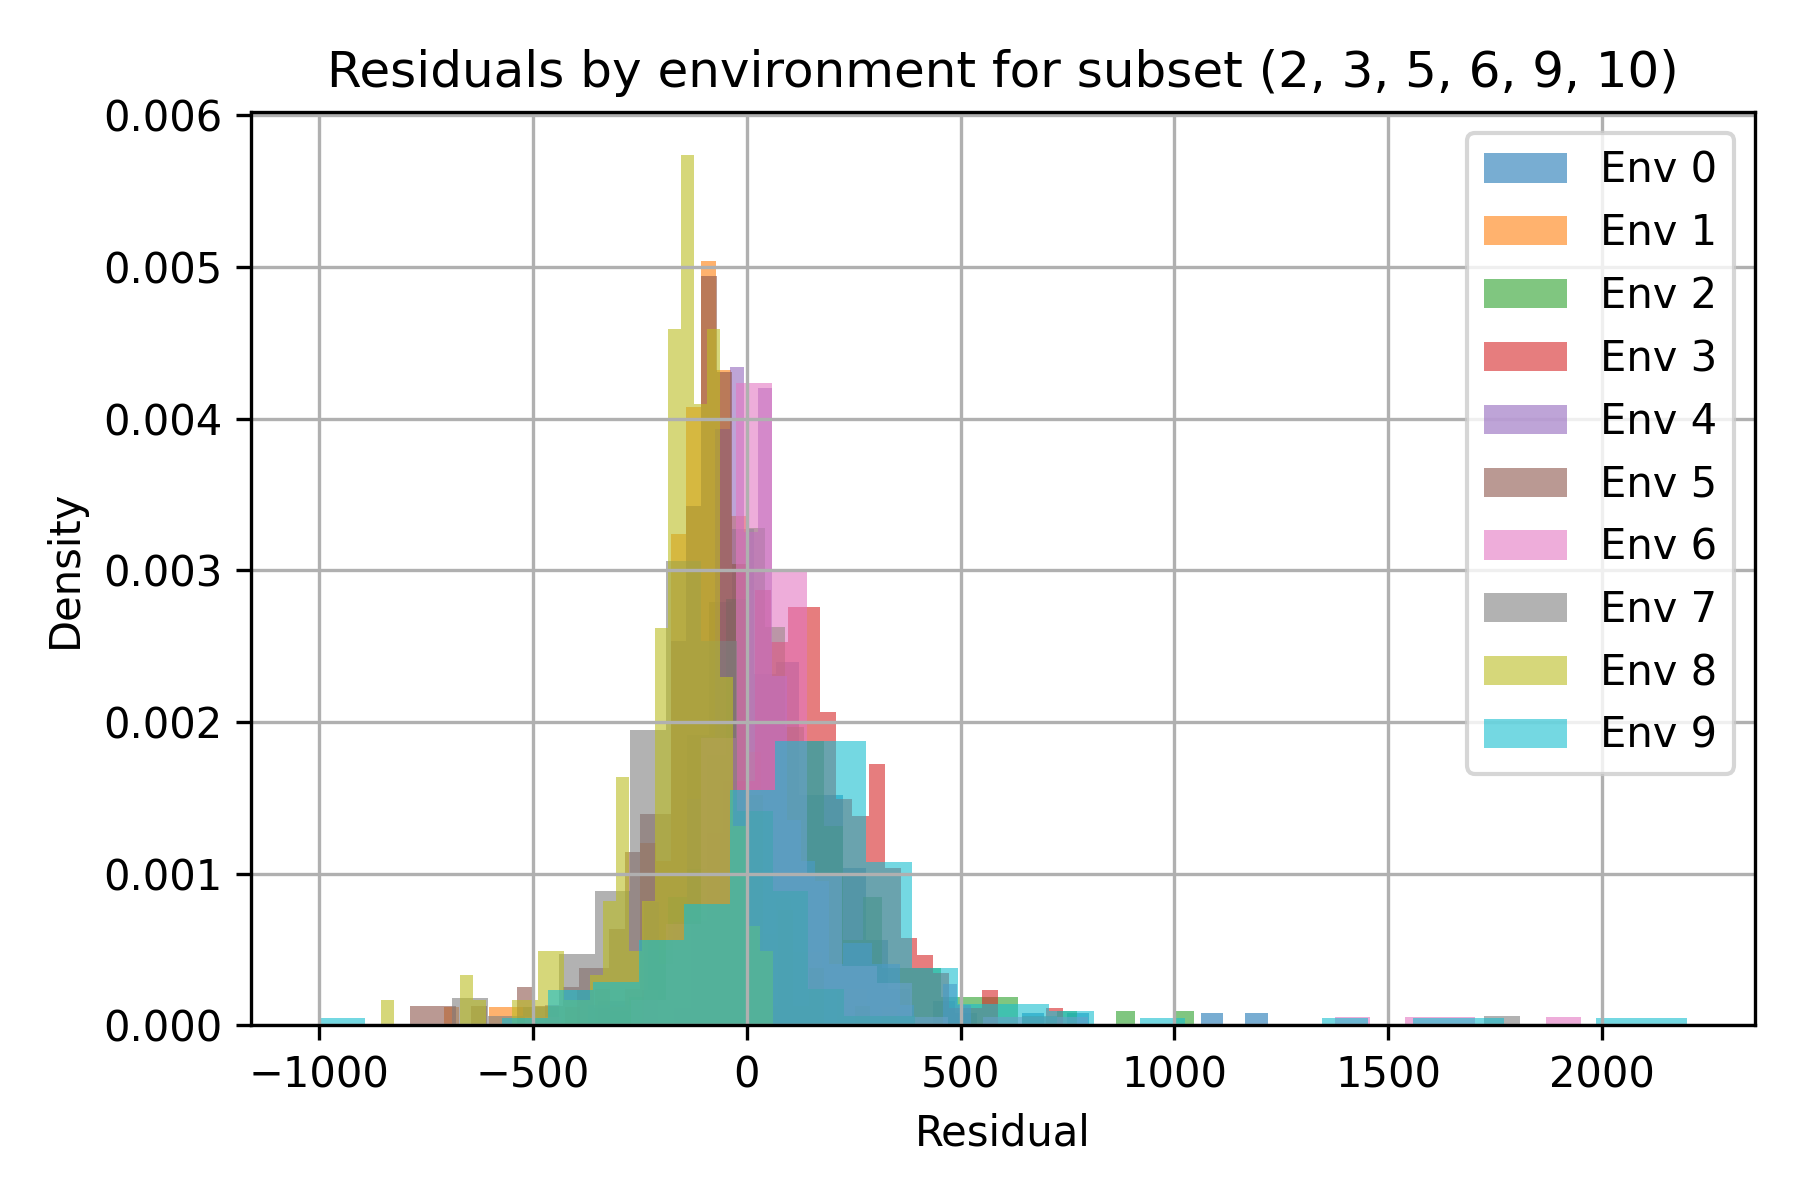 Residuals by environment for subset (2, 3, 5, 6, 9, 10)
0.006
0.005
0.004
0.003
0.002
0.001
0.000
Density
−1000
−500
0
500
1000
1500
2000
Residual
Env 0
Env 1
Env 2
Env 3
Env 4
Env 5
Env 6
Env 7
Env 8
Env 9